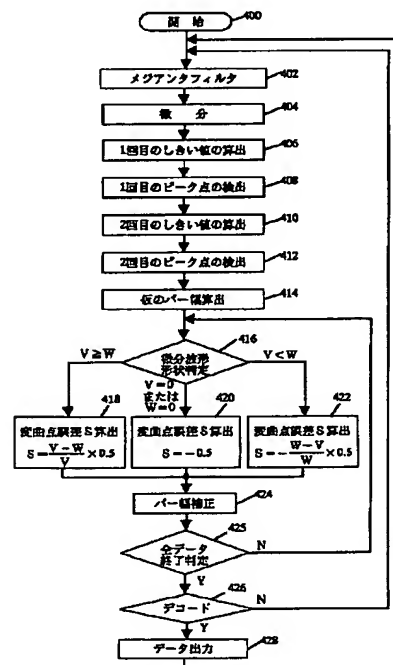 開 始
400
メジアンタフィルタ
402
微 分
404
1回目のしきい値の算出
406
1回目のピーク点の検出
408
2回目のしきい値の算出
410
2回目のピーク点の検出
412
仮のバー幅算出
414
416
微分波形
形状判定
V≧W
V=0
または
W=0
V<W
418
変曲点誤差S算出
S=(V−W)/V×0.5
420
変曲点誤差S算出
S=−0.5
422
変曲点誤差S算出
S=−(W−V)/W×0.5
バー幅補正
424
425
全データ
終了判定
N
Y
426
デコード
N
Y
データ出力
428